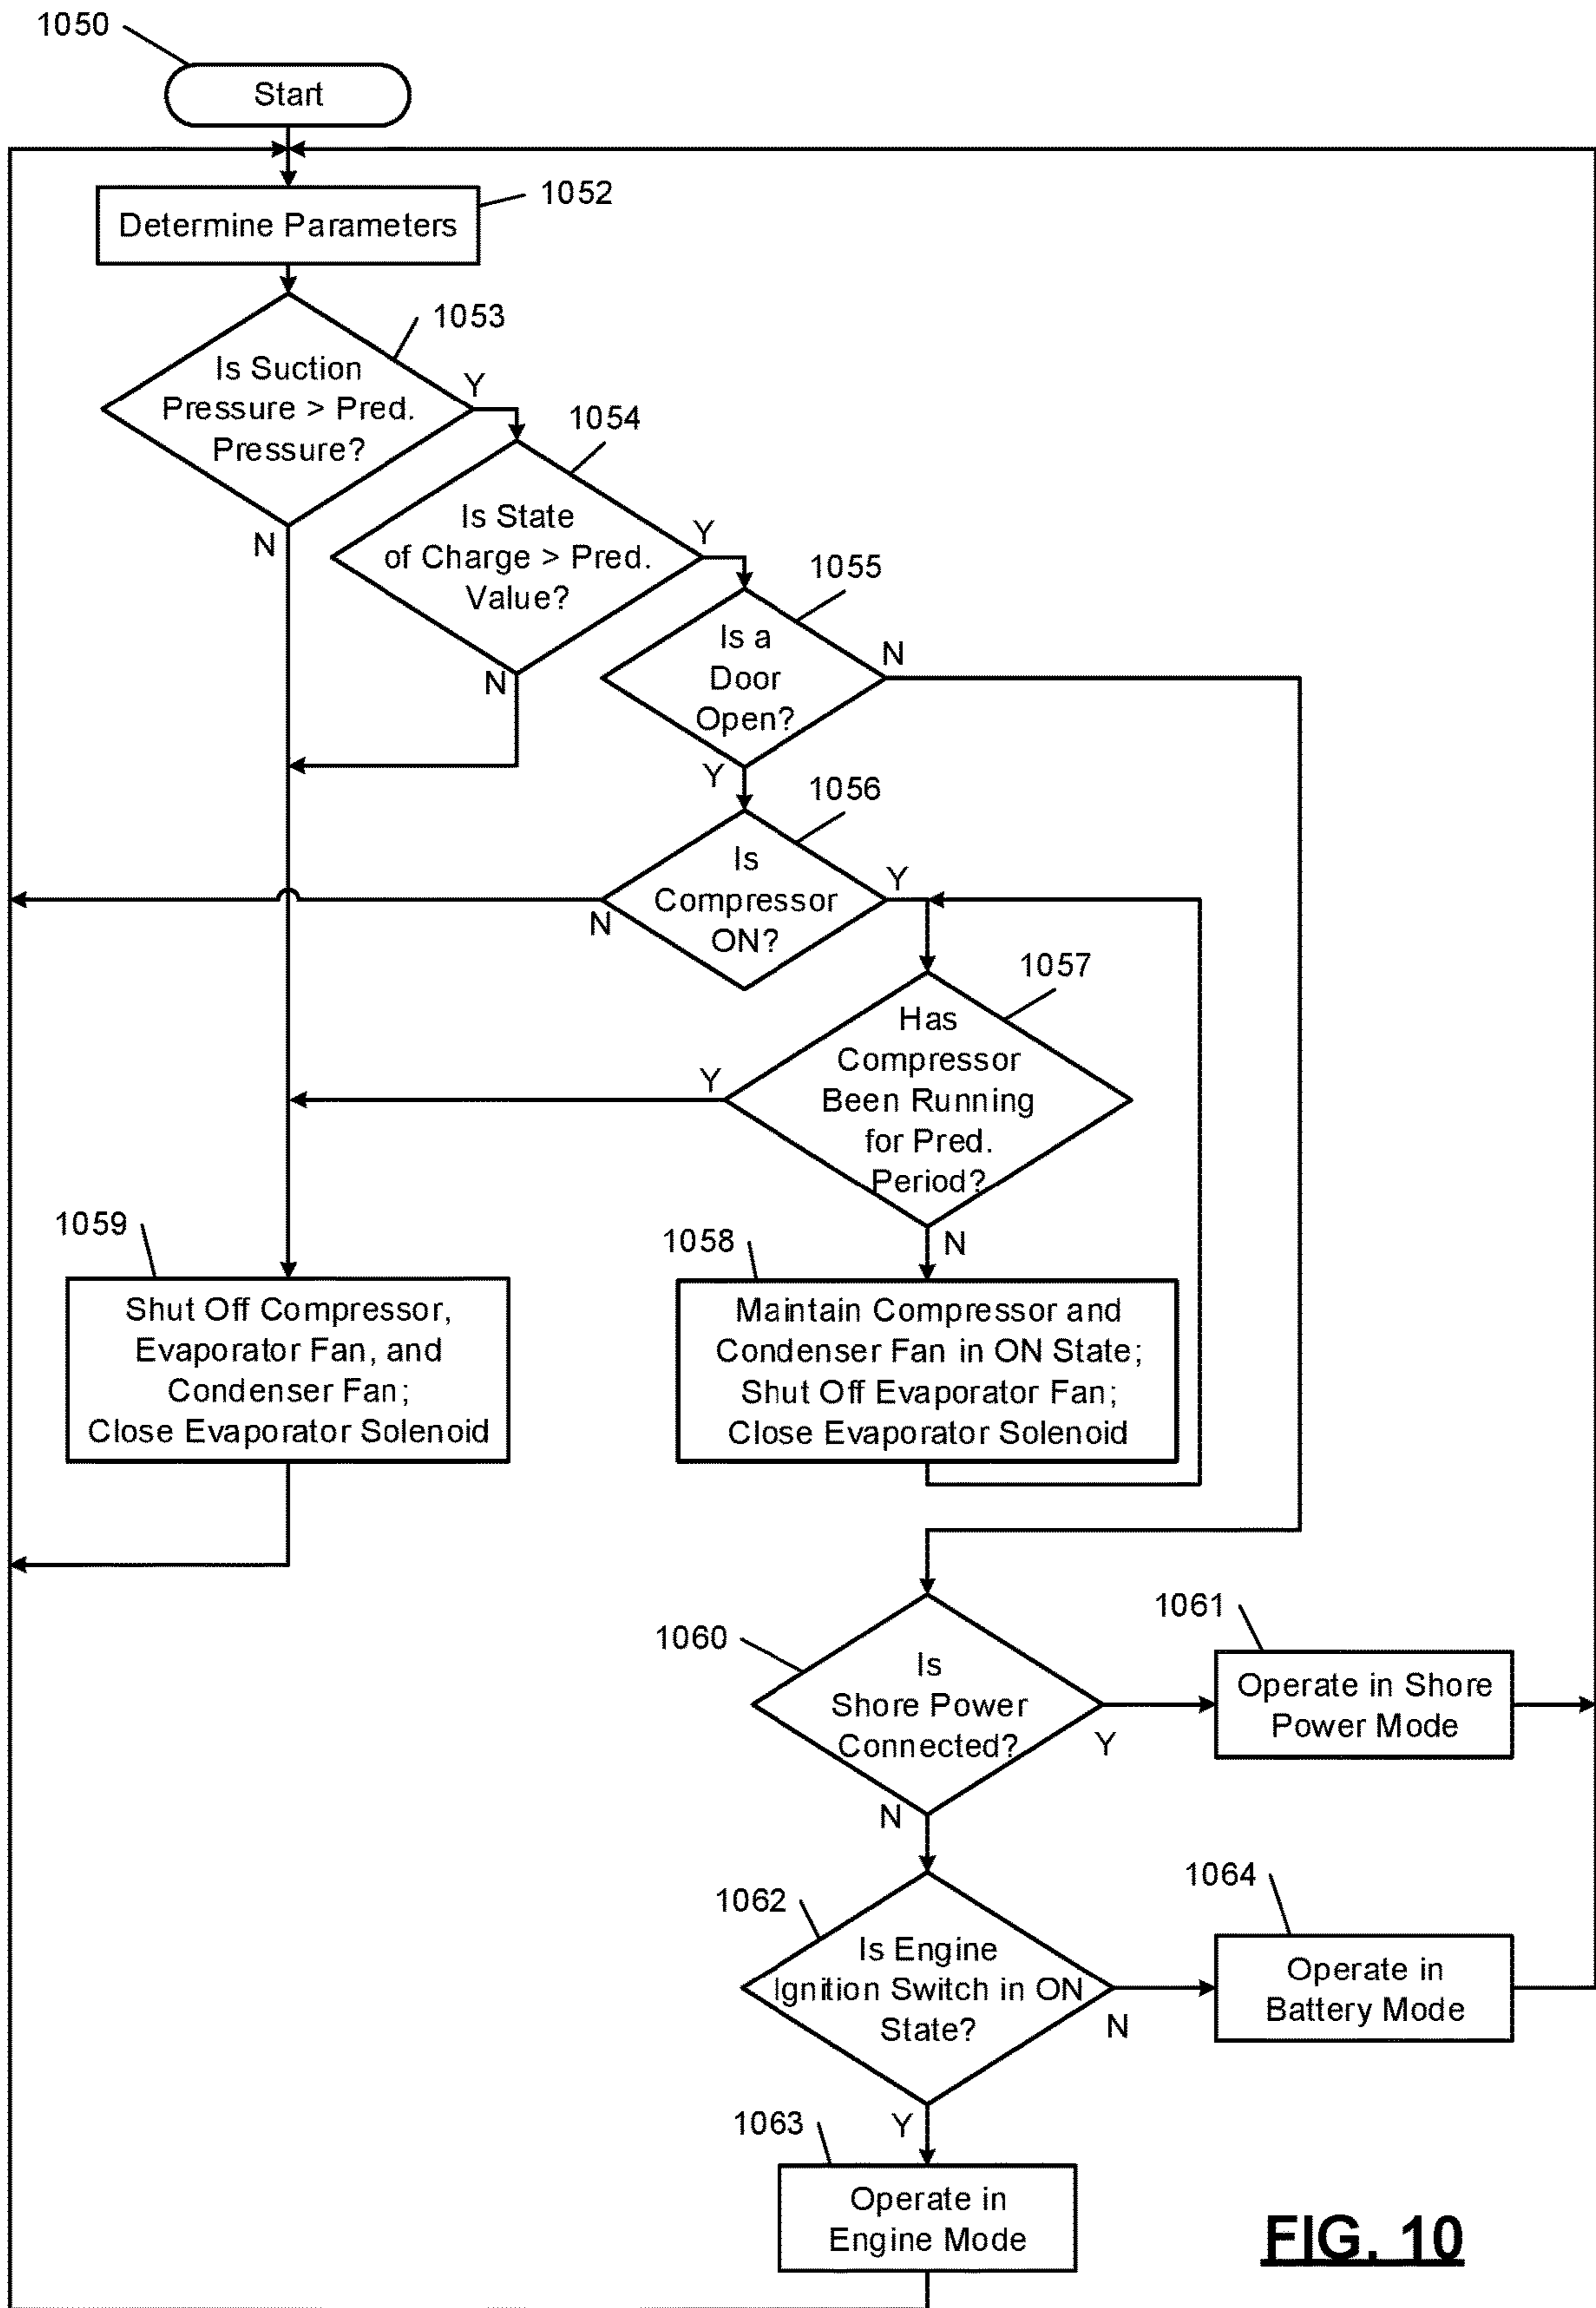 1050
Start
1052
Determine Parameters
1053
Is Suction
Pressure > Pred.
Pressure?
Y
N
1054
Is State
of Charge > Pred.
Value?
Y
N
1055
Is a
Door
Open?
N
Y
1056
Is
Compressor
ON?
Y
N
1057
Has
Compressor
Been Running
for Pred.
Period?
Y
N
1059
Shut Off Compressor,
Evaporator Fan, and
Condenser Fan;
Close Evaporator Solenoid
1058
Maintain Compressor and
Condenser Fan in ON State;
Shut Off Evaporator Fan;
Close Evaporator Solenoid
1060
Is
Shore Power
Connected?
Y
N
1061
Operate in Shore
Power Mode
1062
Is Engine
Ignition Switch in ON
State?
N
Y
1064
Operate in
Battery Mode
1063
Operate in
Engine Mode
FIG. 10